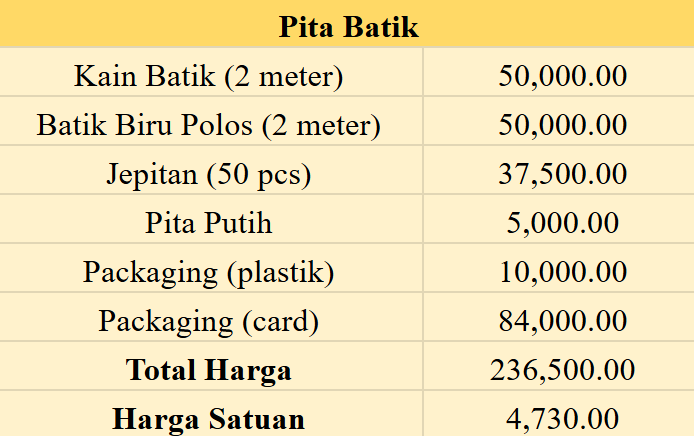 Pita Batik
Kain Batik (2 meter) 50,000.00
Batik Biru Polos (2 meter) 50,000.00
Jepitan (50 pcs) 37,500.00
Pita Putih 5,000.00
Packaging (plastik) 10,000.00
Packaging (card) 84,000.00
Total Harga 236,500.00
Harga Satuan 4,730.00